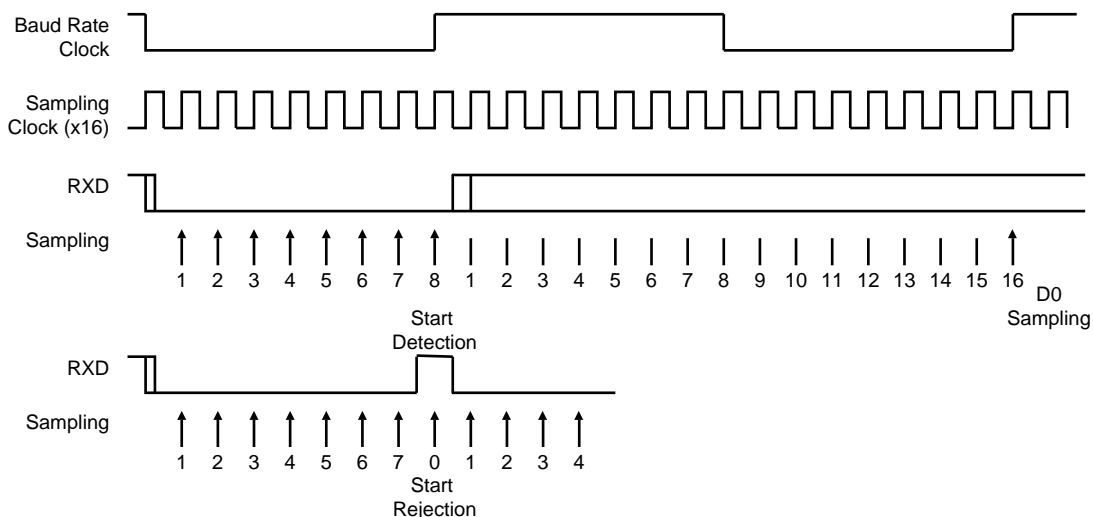 Baud Rate
Clock
Sampling
Clock (x16)
RXD
Sampling
1 2 3 4 5 6 7 8 1 2 3 4 5 6 7 8 9 10 11 12 13 14 15 16
D0
Sampling
Start
Detection
RXD
Sampling
1 2 3 4 5 6 7 0 1 2 3 4
Start
Rejection